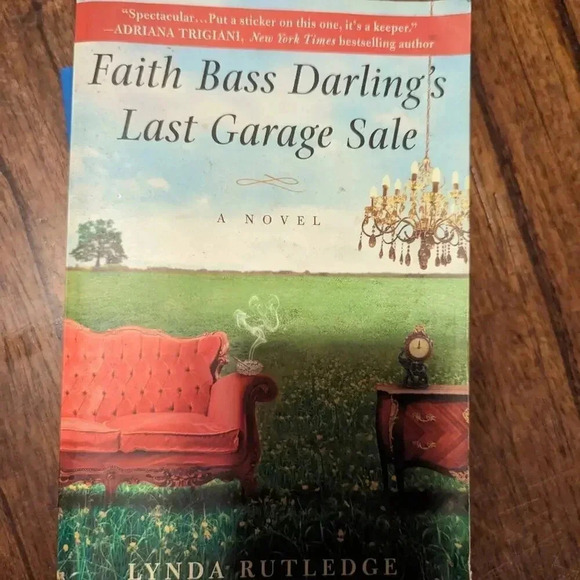 "Spectacular...Put a sticker on this one, it's a keeper."
—ADRIANA TRIGIANI, New York Times bestselling author
Faith Bass Darling's
Last Garage Sale
A NOVEL
LYNDA RUTLEDGE